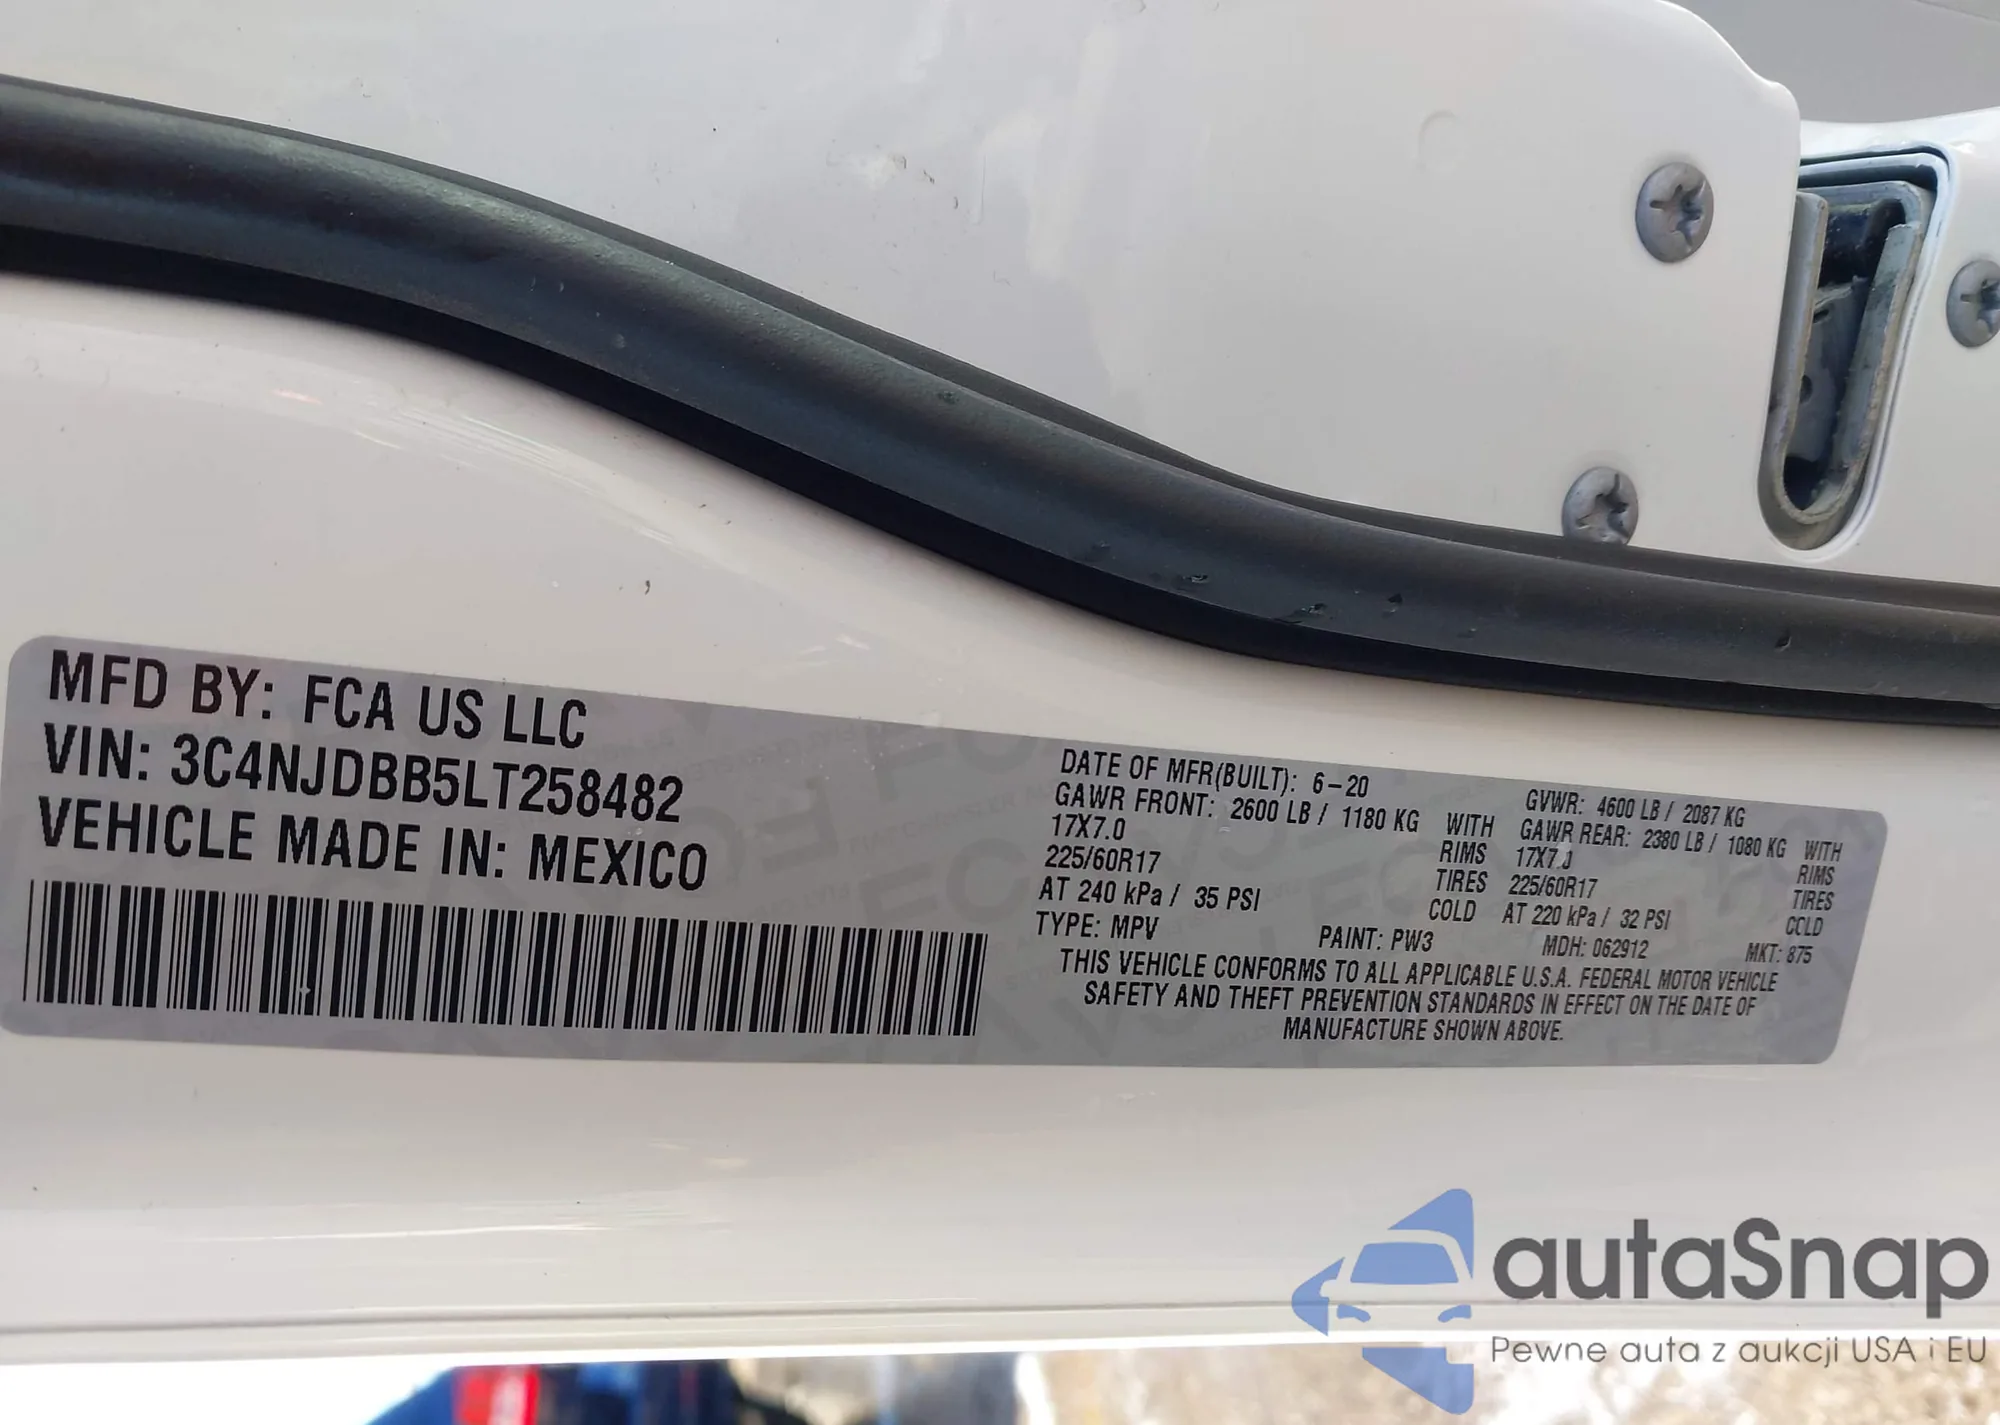 MFD BY: FCA US LLC
VIN: 3C4NJDBB5LT258482
VEHICLE MADE IN: MEXICO
DATE OF MFR(BUILT): 6-20 GVWR: 4600 LB / 2087 KG
GAWR FRONT: 2600 LB / 1180 KG WITH GAWR REAR: 2380 LB / 1080 KG WITH
17X7.0 RIMS 17X7.0 RIMS
225/60R17 TIRES 225/60R17 TIRES
AT 240 kPa / 35 PSI COLD AT 220 kPa / 32 PSI COLD
TYPE: MPV PAINT: PW3 MDH: 062912 MKT: 875
THIS VEHICLE CONFORMS TO ALL APPLICABLE U.S.A. FEDERAL MOTOR VEHICLE
SAFETY AND THEFT PREVENTION STANDARDS IN EFFECT ON THE DATE OF
MANUFACTURE SHOWN ABOVE.
autaSnap
Pewne auta z aukcji USA i EU